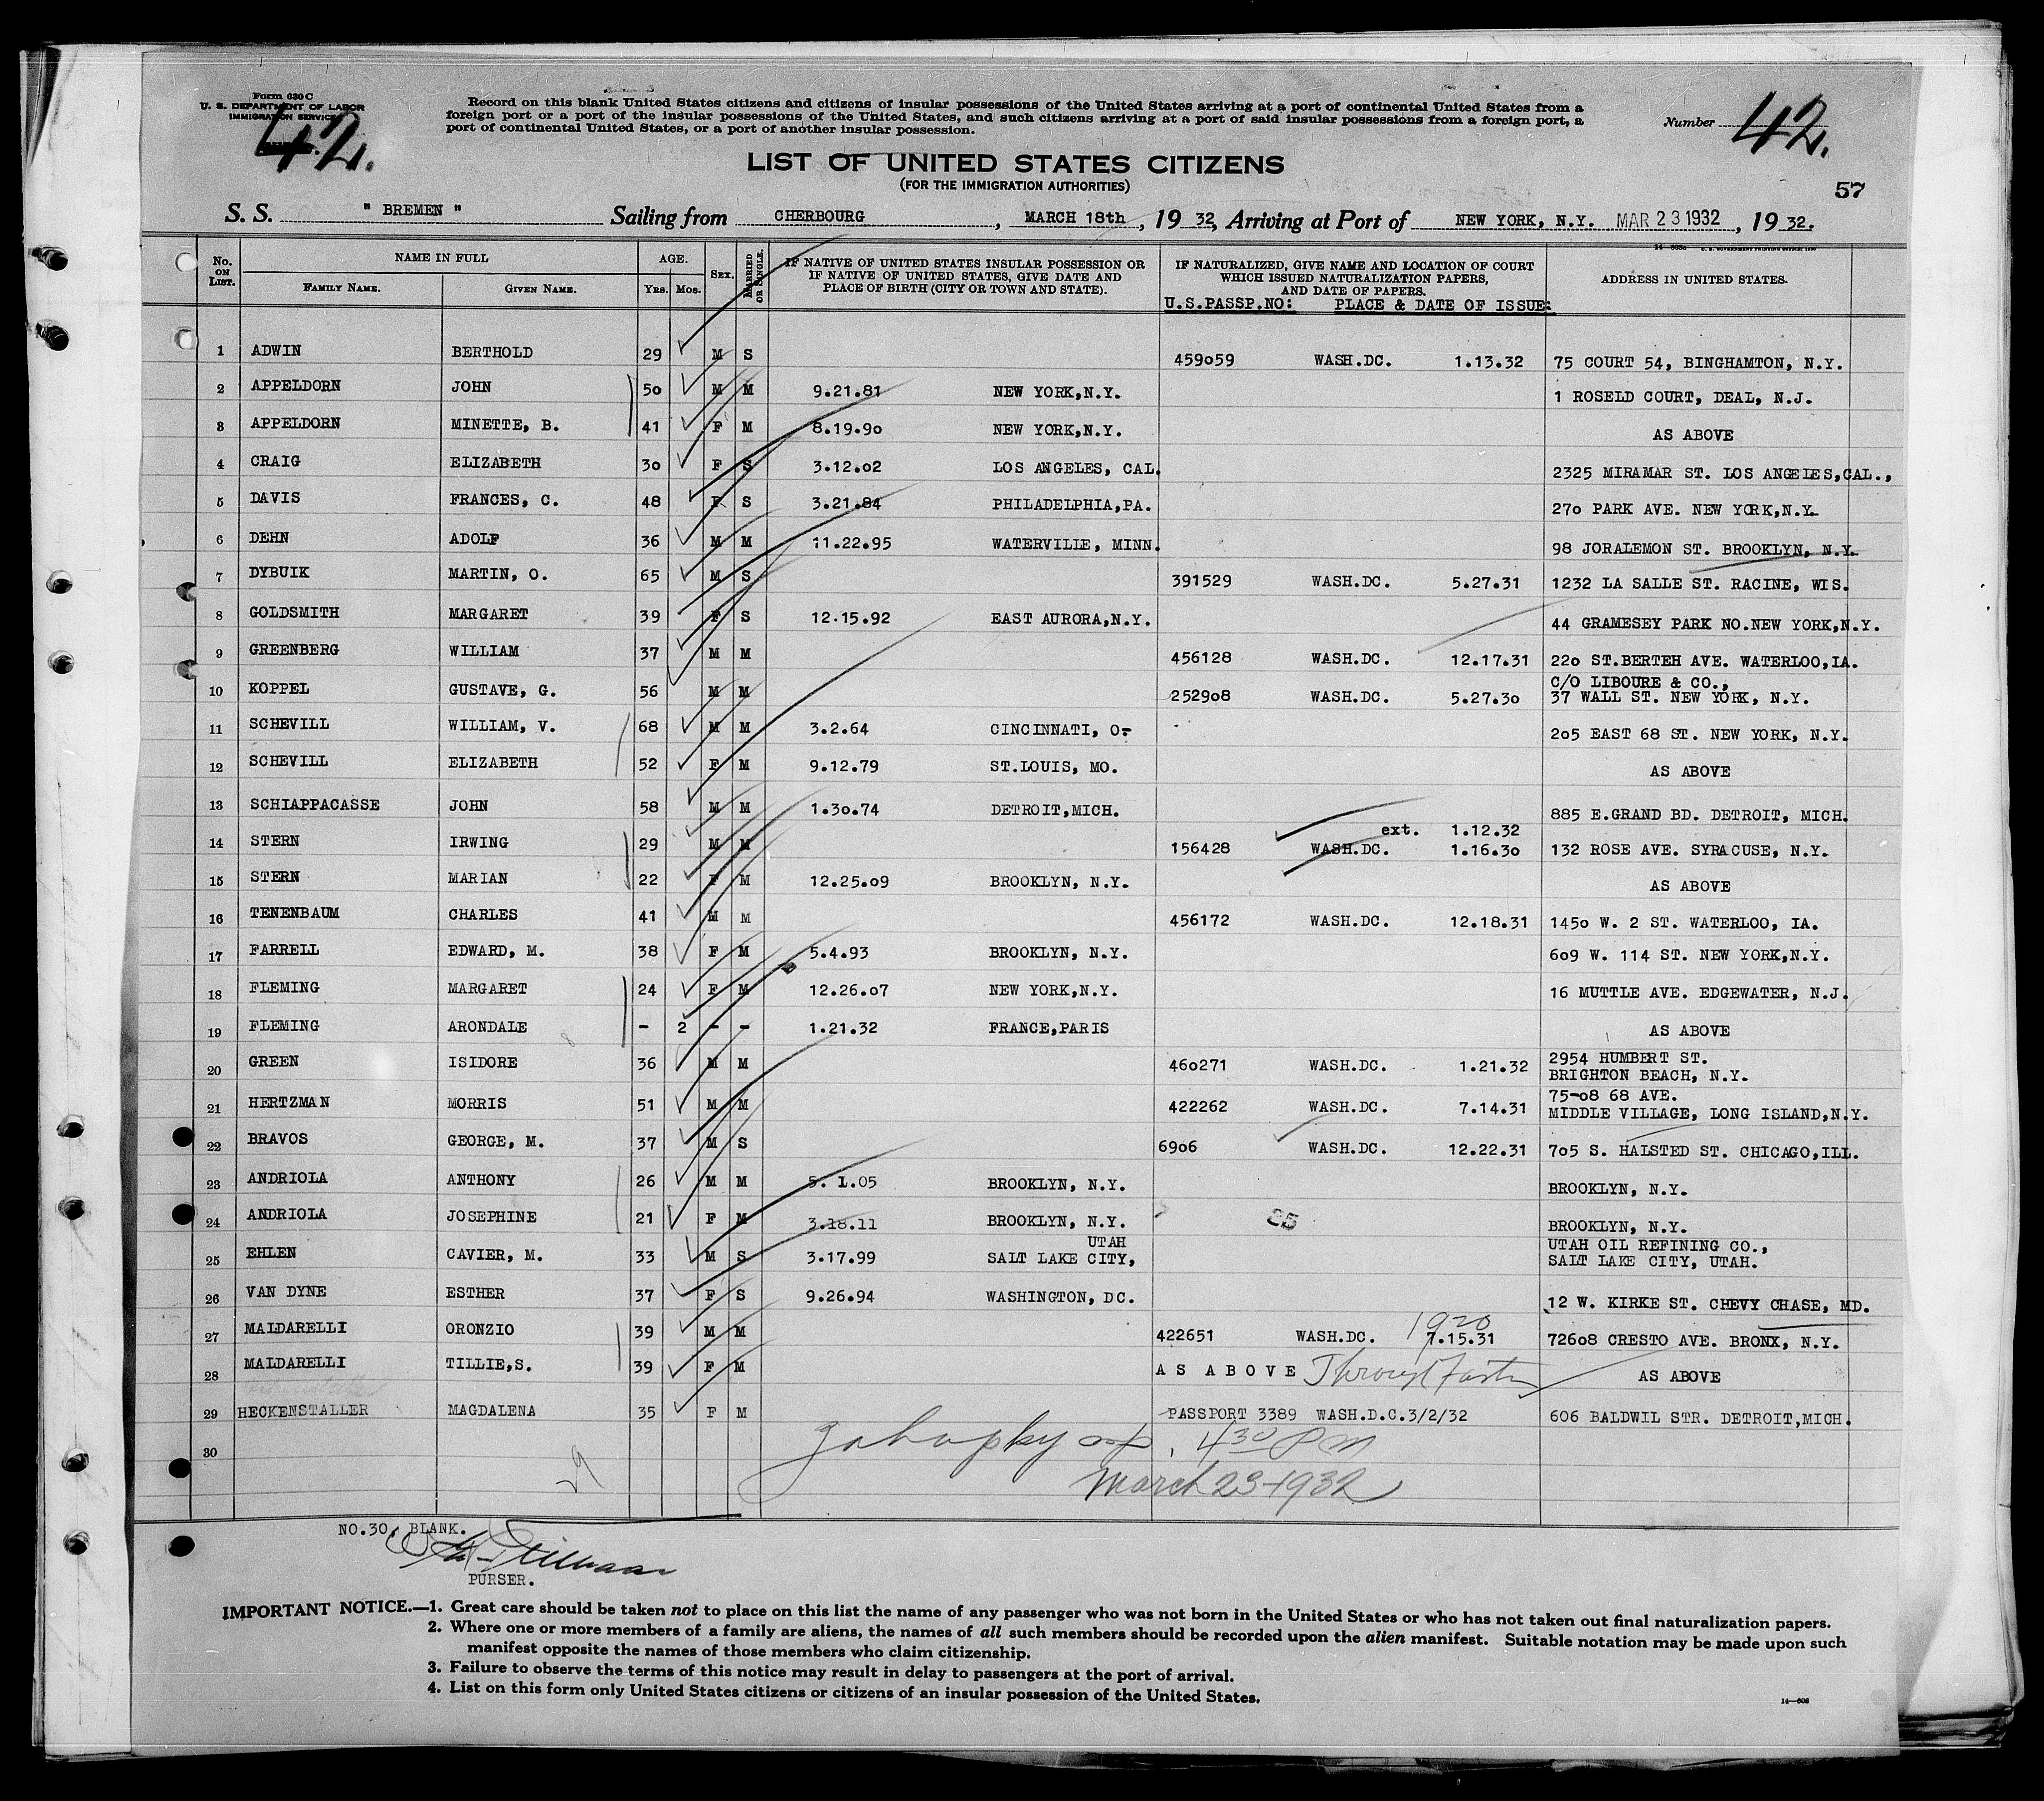 Form 630 C
U. S. DEPARTMENT OF LABOR
IMMIGRATION SERVICE
42.
Record on this blank United States citizens and citizens of insular possessions of the United States arriving at a port of continental United States from a
foreign port or a port of the insular possessions of the United States, and such citizens arriving at a port of said insular possessions from a foreign port, a
port of continental United States, or a port of another insular possession.
Number 42.
LIST OF UNITED STATES CITIZENS
(FOR THE IMMIGRATION AUTHORITIES)
57
S. S. " BREMEN " Sailing from CHERBOURG, MARCH 18th, 19 32, Arriving at Port of NEW YORK, N.Y. MAR 23 1932, 19 32.
No. ON LIST. NAME IN FULL FAMILY NAME. GIVEN NAME. AGE. YRS. MOS. SEX. MARRIED OR SINGLE. IF NATIVE OF UNITED STATES INSULAR POSSESSION OR IF NATIVE OF UNITED STATES, GIVE DATE AND PLACE OF BIRTH (CITY OR TOWN AND STATE). IF NATURALIZED, GIVE NAME AND LOCATION OF COURT WHICH ISSUED NATURALIZATION PAPERS, AND DATE OF PAPERS. ADDRESS IN UNITED STATES.
U.S.PASSP.NO: PLACE & DATE OF ISSUE:
1 ADWIN BERTHOLD 29 M S 459059 WASH.DC. 1.13.32 75 COURT 54, BINGHAMTON, N.Y.
2 APPELDORN JOHN 50 M M 9.21.81 NEW YORK,N.Y. 1 ROSELD COURT, DEAL, N.J.
3 APPELDORN MINETTE, B. 41 F M 8.19.90 NEW YORK,N.Y. AS ABOVE
4 CRAIG ELIZABETH 30 F S 3.12.02 LOS ANGELES, CAL. 2325 MIRAMAR ST. LOS ANGELES,CAL.,
5 DAVIS FRANCES, C. 48 F S 3.21.84 PHILADELPHIA,PA. 270 PARK AVE. NEW YORK,N.Y.
6 DEHN ADOLF 36 M M 11.22.95 WATERVILLE, MINN. 98 JORALEMON ST. BROOKLYN, N.Y.
7 DYBUIK MARTIN, O. 65 M S 391529 WASH.DC. 5.27.31 1232 LA SALLE ST. RACINE, WIS.
8 GOLDSMITH MARGARET 39 F S 12.15.92 EAST AURORA,N.Y. 44 GRAMESEY PARK NO.NEW YORK,N.Y.
9 GREENBERG WILLIAM 37 M M 456128 WASH.DC. 12.17.31 220 ST.BERTEH AVE. WATERLOO,IA.
C/O LIBOURE & CO.,
10 KOPPEL GUSTAVE, G. 56 M M 252908 WASH.DC. 5.27.30 37 WALL ST. NEW YORK, N.Y.
11 SCHEVILL WILLIAM, V. 68 M M 3.2.64 CINCINNATI, O. 205 EAST 68 ST. NEW YORK, N.Y.
12 SCHEVILL ELIZABETH 52 F M 9.12.79 ST.LOUIS, MO. AS ABOVE
13 SCHIAPPACASSE JOHN 58 M M 1.30.74 DETROIT,MICH. 885 E.GRAND BD. DETROIT, MICH.
ext. 1.12.32
14 STERN IRWING 29 M M 156428 WASH.DC. 1.16.30 132 ROSE AVE. SYRACUSE, N.Y.
15 STERN MARIAN 22 F M 12.25.09 BROOKLYN, N.Y. AS ABOVE
16 TENENBAUM CHARLES 41 M M 456172 WASH.DC. 12.18.31 1450 W. 2 ST. WATERLOO, IA.
17 FARRELL EDWARD, M. 38 F M 5.4.93 BROOKLYN, N.Y. 609 W. 114 ST. NEW YORK,N.Y.
18 FLEMING MARGARET 24 F M 12.26.07 NEW YORK,N.Y. 16 MUTTLE AVE. EDGEWATER, N.J.
19 FLEMING ARONDALE - 2 - - 1.21.32 FRANCE,PARIS AS ABOVE
20 GREEN ISIDORE 36 M M 460271 WASH.DC. 1.21.32 2954 HUMBERT ST.
BRIGHTON BEACH, N.Y.
75-08 68 AVE.
21 HERTZMAN MORRIS 51 M M 422262 WASH.DC. 7.14.31 MIDDLE VILLAGE, LONG ISLAND,N.Y.
22 BRAVOS GEORGE, M. 37 M S 6906 WASH.DC. 12.22.31 705 S. HALSTED ST. CHICAGO,ILL.
23 ANDRIOLA ANTHONY 26 M M 5. 1.05 BROOKLYN, N.Y. BROOKLYN, N.Y.
24 ANDRIOLA JOSEPHINE 21 F M 3.18.11 BROOKLYN, N.Y. 25 BROOKLYN, N.Y.
UTAH UTAH OIL REFINING CO.,
25 EHLEN CAVIER, M. 33 M S 3.17.99 SALT LAKE CITY, SALT LAKE CITY, UTAH.
26 VAN DYNE ESTHER 37 F S 9.26.94 WASHINGTON, DC. 12 W. KIRKE ST. CHEVY CHASE, MD.
1920
27 MALDARELLI ORONZIO 39 M M 422651 WASH.DC. 7.15.31 72608 CRESTO AVE. BRONX, N.Y.
28 MALDARELLI TILLIE,S. 39 F M AS ABOVE Through AS ABOVE
29 HECKENSTALLER MAGDALENA 35 F M PASSPORT 3389 WASH.D.C.3/2/32 606 BALDWIL STR. DETROIT,MICH.
30
29
4 30 PM
March 23-1932
NO.30, BLANK.
PURSER.
IMPORTANT NOTICE.—1. Great care should be taken not to place on this list the name of any passenger who was not born in the United States or who has not taken out final naturalization papers.
2. Where one or more members of a family are aliens, the names of all such members should be recorded upon the alien manifest. Suitable notation may be made upon such
manifest opposite the names of those members who claim citizenship.
3. Failure to observe the terms of this notice may result in delay to passengers at the port of arrival.
4. List on this form only United States citizens or citizens of an insular possession of the United States.
14—606